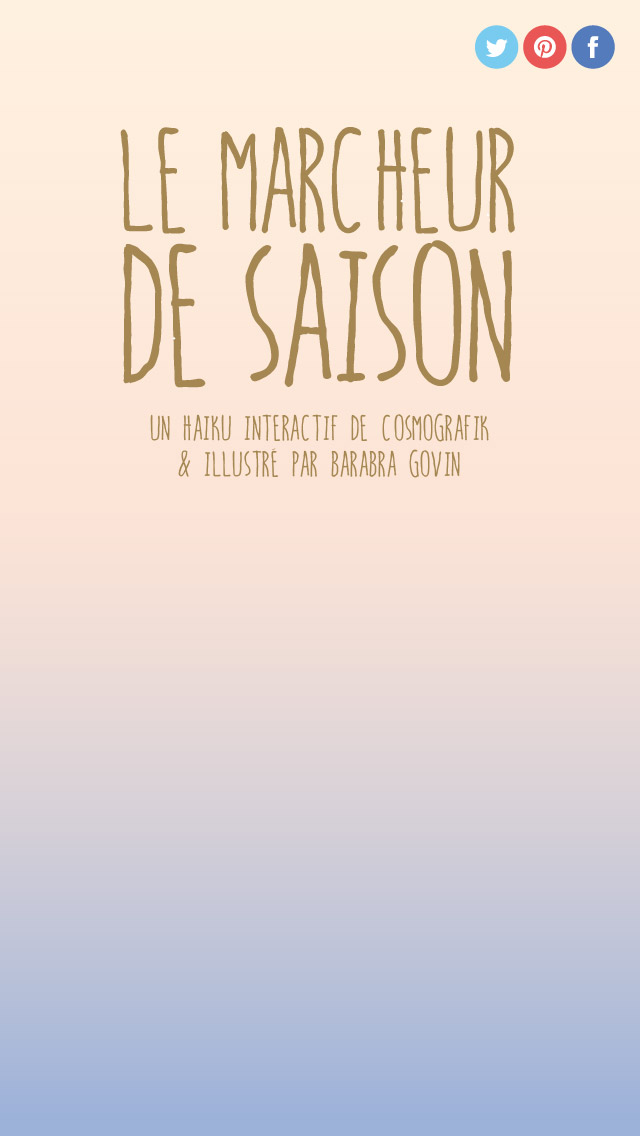 LE MARCHEUR
DE SAISON
UN HAIKU INTERACTIF DE COSMOGRAFIK
& ILLUSTRÉ PAR BARABRA GOVIN